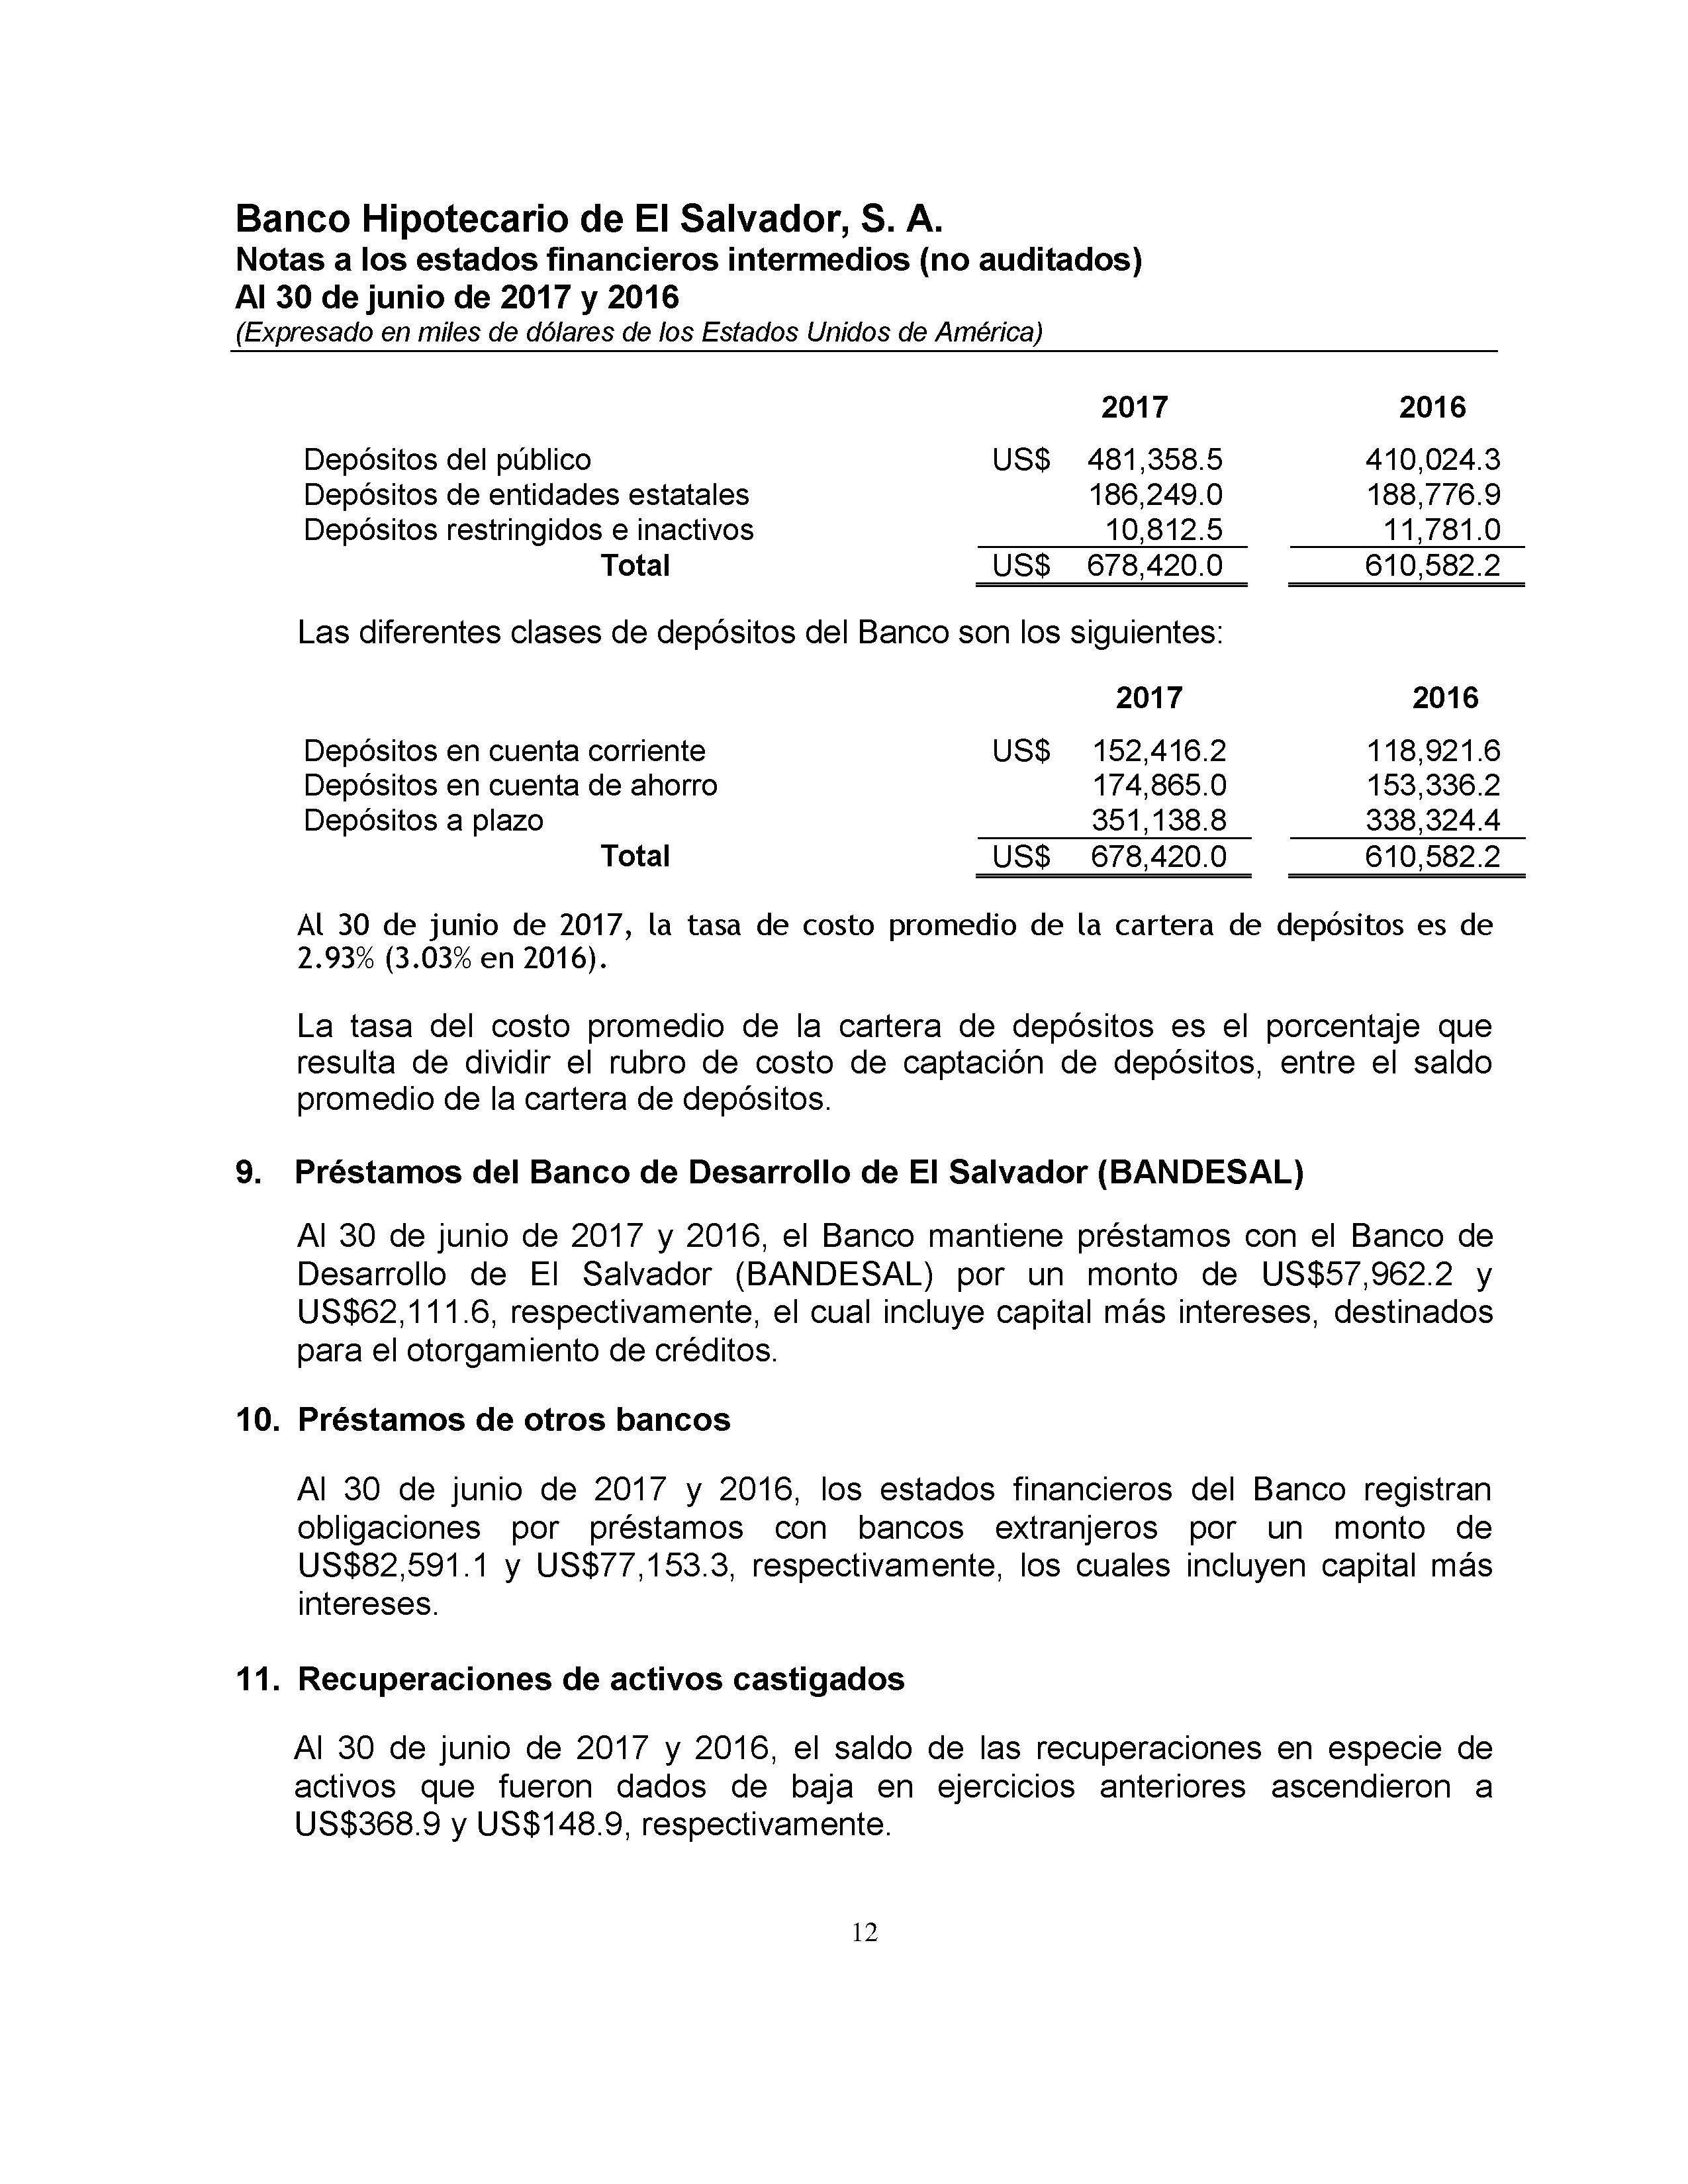 Banco Hipotecario de El Salvador, S. A.
Notas a los estados financieros intermedios (no auditados)
Al 30 de junio de 2017 y 2016
(Expresado en miles de dólares de los Estados Unidos de América)
2017 2016
Depósitos del público US$ 481,358.5 410,024.3
Depósitos de entidades estatales 186,249.0 188,776.9
Depósitos restringidos e inactivos 10,812.5 11,781.0
Total US$ 678,420.0 610,582.2
Las diferentes clases de depósitos del Banco son los siguientes:
2017 2016
Depósitos en cuenta corriente US$ 152,416.2 118,921.6
Depósitos en cuenta de ahorro 174,865.0 153,336.2
Depósitos a plazo 351,138.8 338,324.4
Total US$ 678,420.0 610,582.2
Al 30 de junio de 2017, la tasa de costo promedio de la cartera de depósitos es de
2.93% (3.03% en 2016).
La tasa del costo promedio de la cartera de depósitos es el porcentaje que
resulta de dividir el rubro de costo de captación de depósitos, entre el saldo
promedio de la cartera de depósitos.
9. Préstamos del Banco de Desarrollo de El Salvador (BANDESAL)
Al 30 de junio de 2017 y 2016, el Banco mantiene préstamos con el Banco de
Desarrollo de El Salvador (BANDESAL) por un monto de US$57,962.2 y
US$62,111.6, respectivamente, el cual incluye capital más intereses, destinados
para el otorgamiento de créditos.
10. Préstamos de otros bancos
Al 30 de junio de 2017 y 2016, los estados financieros del Banco registran
obligaciones por préstamos con bancos extranjeros por un monto de
US$82,591.1 y US$77,153.3, respectivamente, los cuales incluyen capital más
intereses.
11. Recuperaciones de activos castigados
Al 30 de junio de 2017 y 2016, el saldo de las recuperaciones en especie de
activos que fueron dados de baja en ejercicios anteriores ascendieron a
US$368.9 y US$148.9, respectivamente.
12